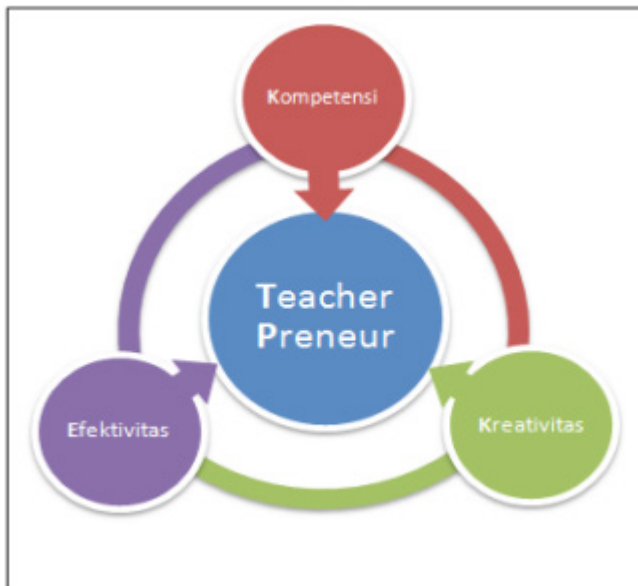 Kompetensi
Teacher
Preneur
Efektivitas
Kreativitas